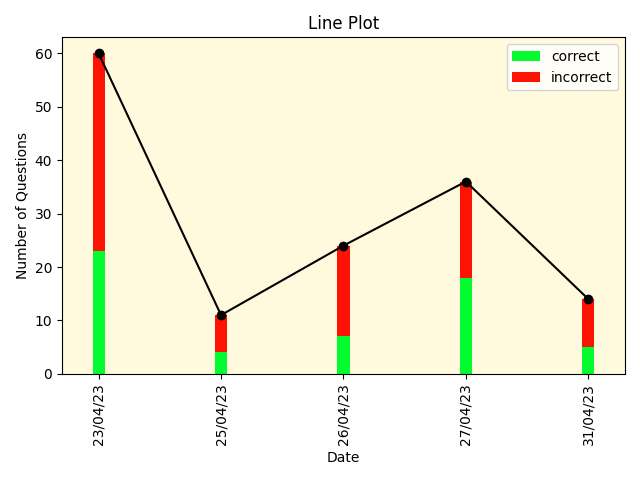 Line Plot
correct
incorrect
Number of Questions
60
50
40
30
20
10
0
23/04/23
25/04/23
26/04/23
27/04/23
31/04/23
Date